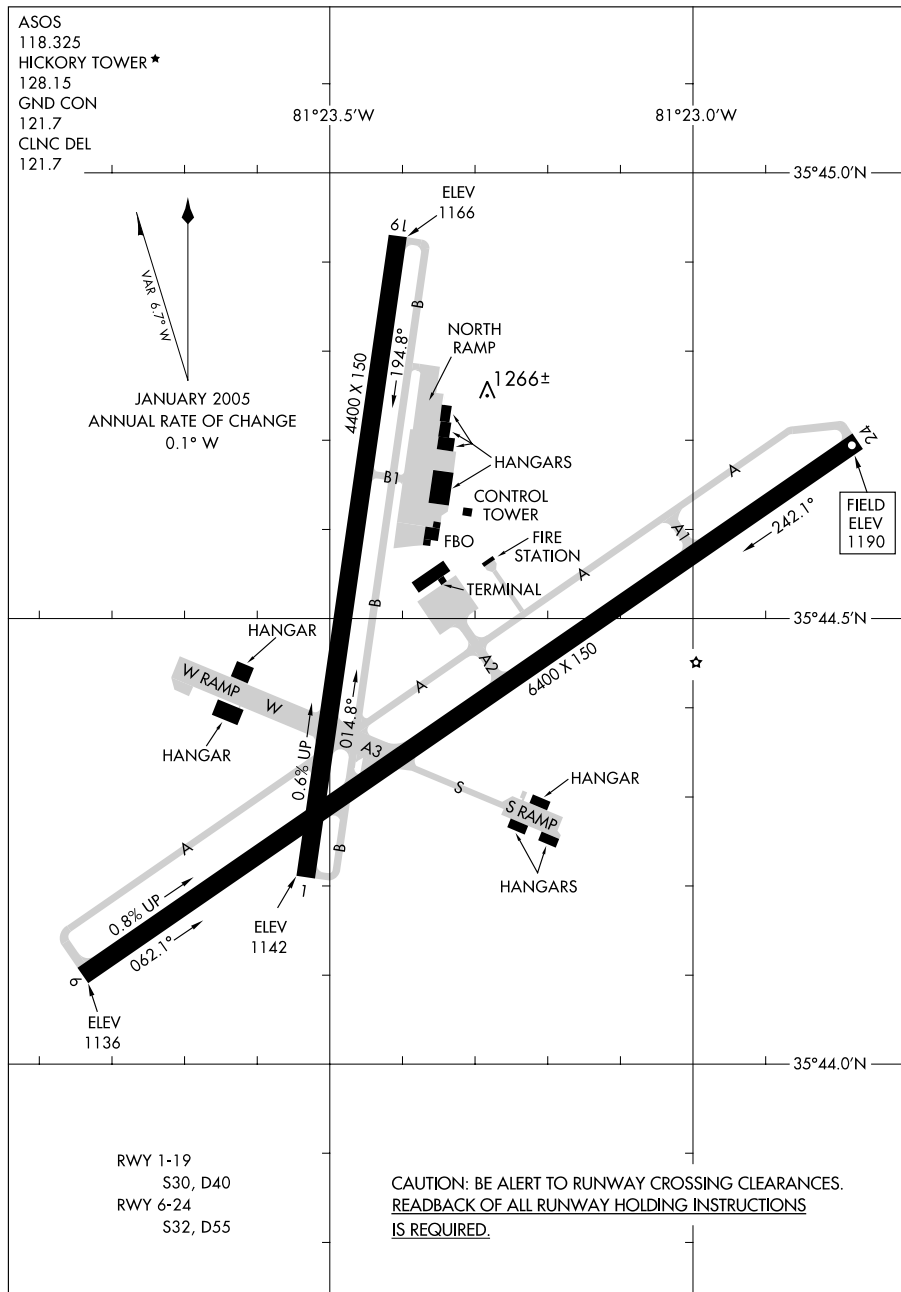 ASOS
118.325
HICKORY TOWER★
128.15
GND CON
121.7
CLNC DEL
121.7
81°23.5'W
81°23.0'W
35°45.0'N
VAR 6.7° W
JANUARY 2005
ANNUAL RATE OF CHANGE
0.1° W
ELEV
1166
19
B
4400 X 150
194.8°
NORTH
RAMP
1266±
HANGARS
B1
CONTROL
TOWER
FBO
FIRE
STATION
TERMINAL
A
24
A1
242.1°
FIELD
ELEV
1190
A
B
35°44.5'N
HANGAR
W RAMP
W
HANGAR
A2
6400 X 150
A
014.8°
0.6% UP
A3
S
HANGAR
S RAMP
HANGARS
A
B
1
ELEV
1142
0.8% UP
062.1°
6
ELEV
1136
35°44.0'N
RWY 1-19
S30, D40
RWY 6-24
S32, D55
CAUTION: BE ALERT TO RUNWAY CROSSING CLEARANCES.
READBACK OF ALL RUNWAY HOLDING INSTRUCTIONS
IS REQUIRED.